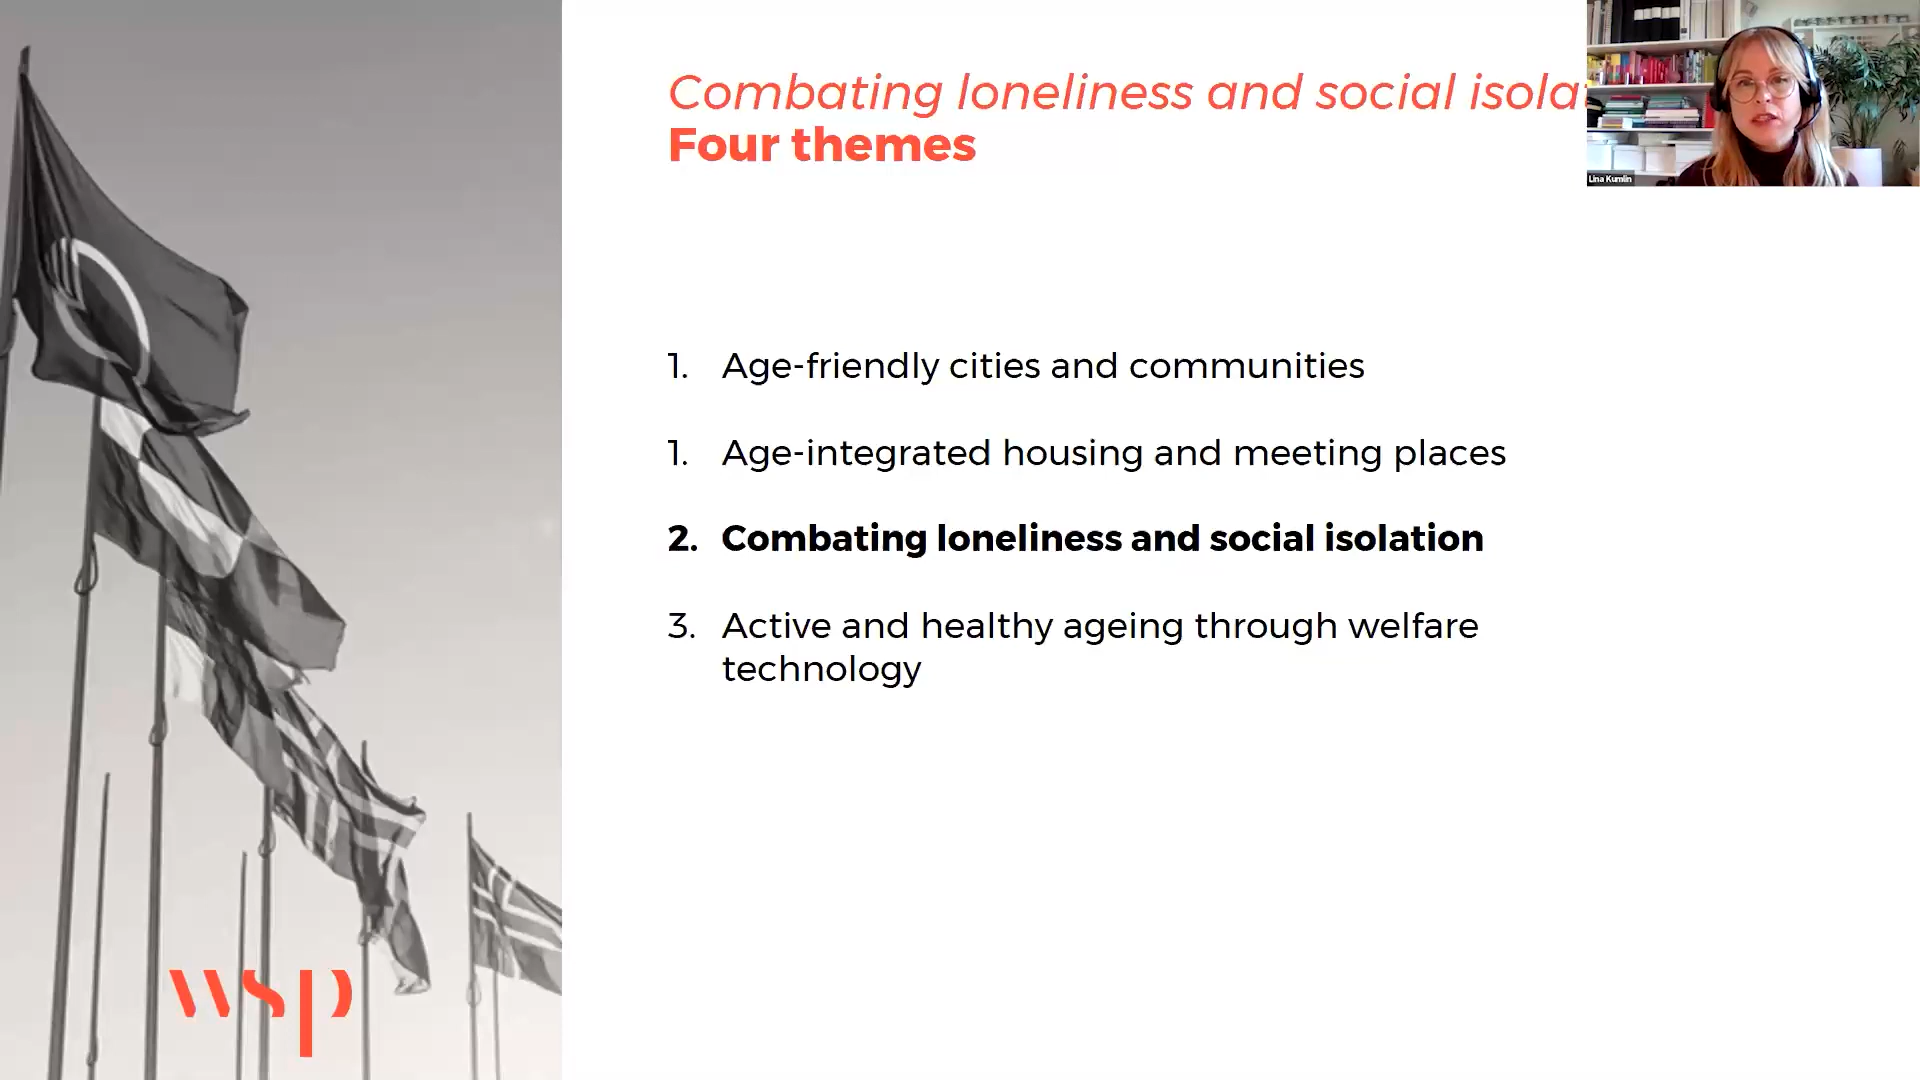 Combating loneliness and social isola
Four themes
Lina Kumlin
1. Age-friendly cities and communities
1. Age-integrated housing and meeting places
2. Combating loneliness and social isolation
3. Active and healthy ageing through welfare
technology
wsp